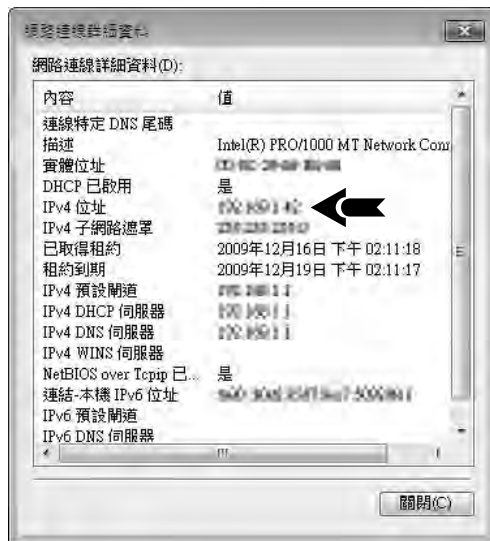 網路連線詳細資料
網路連線詳細資料(D):
內容 值
連線特定 DNS 尾碼
描述 Intel(R) PRO/1000 MT Network Conn
實體位址
DHCP 已啟用 是
IPv4 位址
IPv4 子網路遮罩
已取得租約 2009年12月16日 下午 02:11:18
租約到期 2009年12月19日 下午 02:11:17
IPv4 預設閘道
IPv4 DHCP 伺服器
IPv4 DNS 伺服器
IPv4 WINS 伺服器
NetBIOS over Tcpip 已... 是
連結-本機 IPv6 位址
IPv6 預設閘道
IPv6 DNS 伺服器
關閉(C)